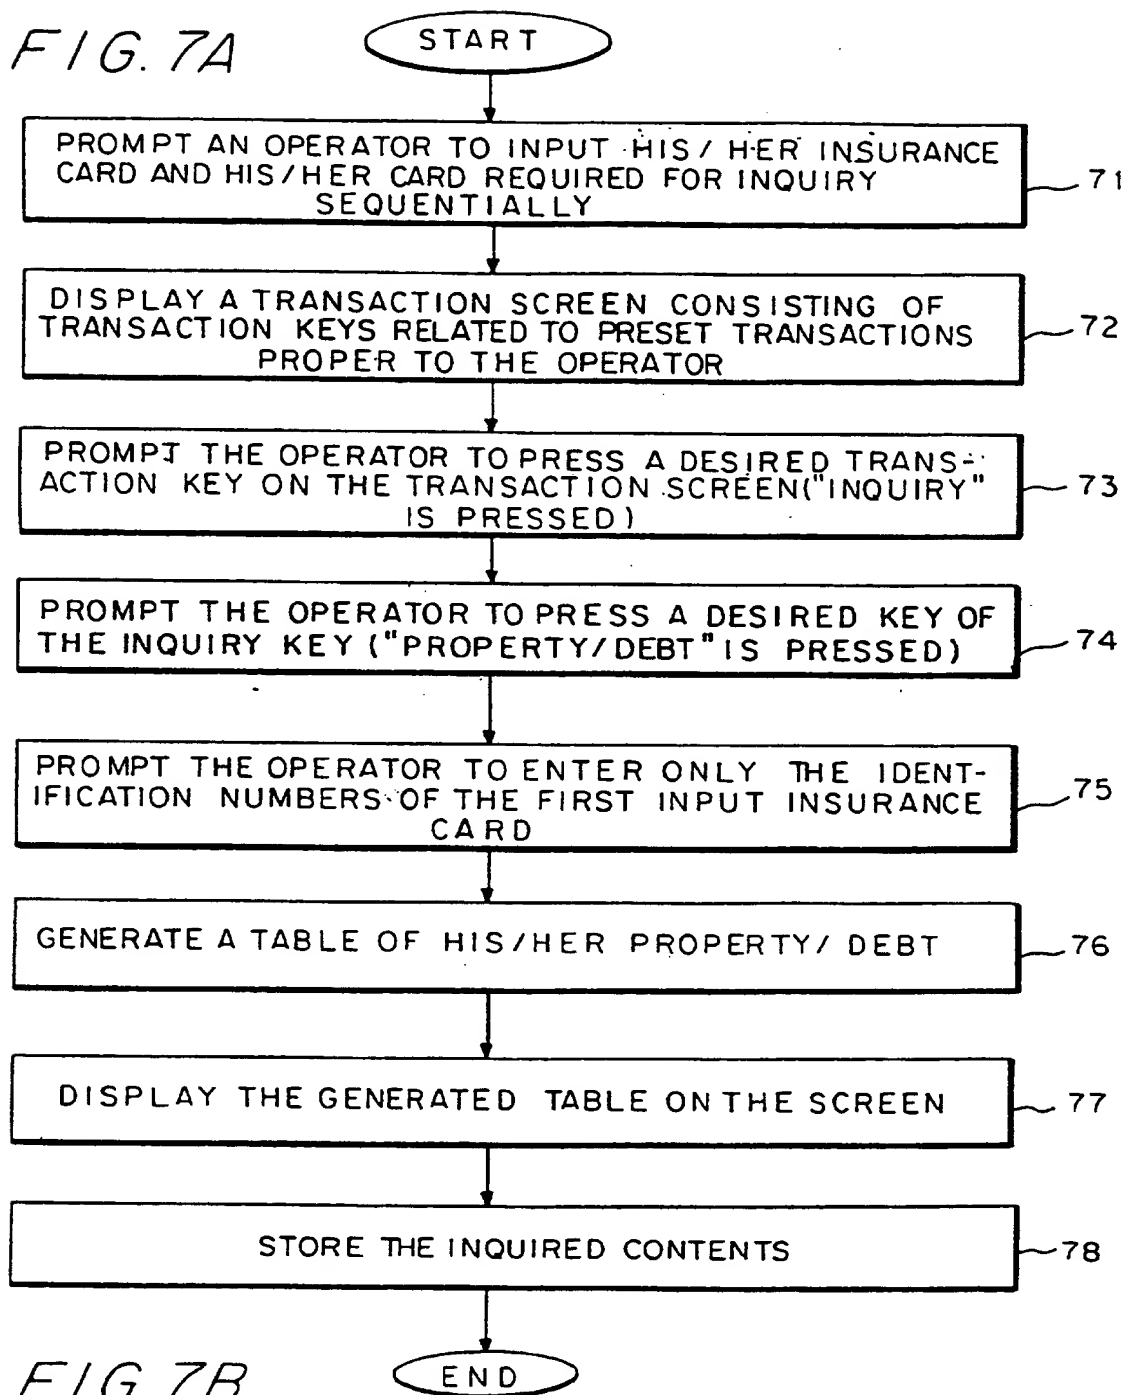 FIG. 7A
START
PROMPT AN OPERATOR TO INPUT HIS/HER INSURANCE
CARD AND HIS/HER CARD REQUIRED FOR INQUIRY
SEQUENTIALLY
71
DISPLAY A TRANSACTION SCREEN CONSISTING OF
TRANSACTION KEYS RELATED TO PRESET TRANSACTIONS
PROPER TO THE OPERATOR
72
PROMPT THE OPERATOR TO PRESS A DESIRED TRANS-
ACTION KEY ON THE TRANSACTION SCREEN("INQUIRY"
IS PRESSED)
73
PROMPT THE OPERATOR TO PRESS A DESIRED KEY OF
THE INQUIRY KEY ("PROPERTY/DEBT" IS PRESSED)
74
PROMPT THE OPERATOR TO ENTER ONLY THE IDENT-
IFICATION NUMBERS OF THE FIRST INPUT INSURANCE
CARD
75
GENERATE A TABLE OF HIS/HER PROPERTY/DEBT
76
DISPLAY THE GENERATED TABLE ON THE SCREEN
77
STORE THE INQUIRED CONTENTS
78
END
FIG. 7B